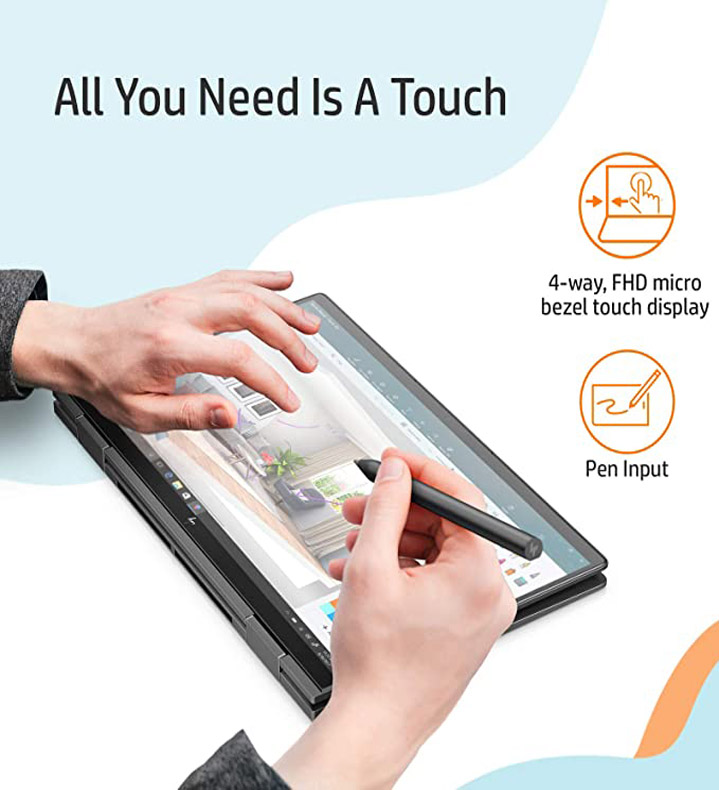 All You Need Is A Touch
4-way, FHD micro
bezel touch display
Pen Input